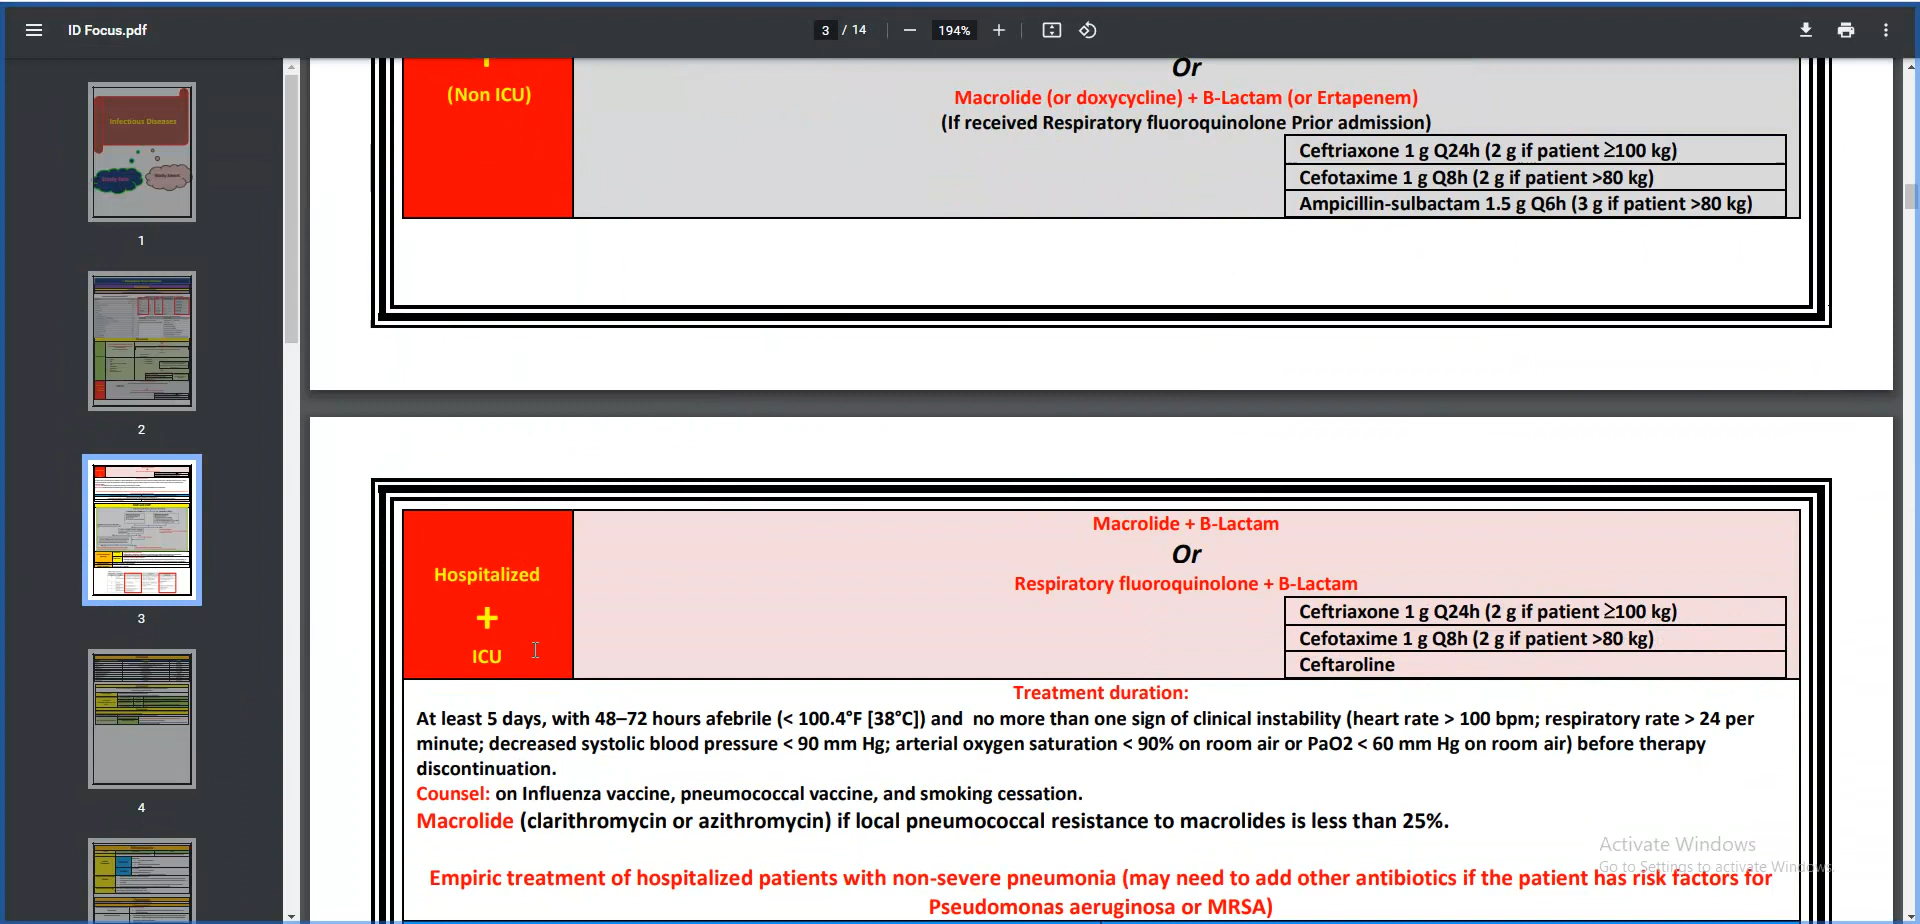 ID Focus.pdf
3 / 14
194%
Infectious Diseases
1
2
3
4
+
(Non ICU)
Or
Macrolide (or doxycycline) + B-Lactam (or Ertapenem)
(If received Respiratory fluoroquinolone Prior admission)
Ceftriaxone 1 g Q24h (2 g if patient ≥100 kg)
Cefotaxime 1 g Q8h (2 g if patient >80 kg)
Ampicillin-sulbactam 1.5 g Q6h (3 g if patient >80 kg)
Hospitalized
+
ICU
Macrolide + B-Lactam
Or
Respiratory fluoroquinolone + B-Lactam
Ceftriaxone 1 g Q24h (2 g if patient ≥100 kg)
Cefotaxime 1 g Q8h (2 g if patient >80 kg)
Ceftaroline
Treatment duration:
At least 5 days, with 48–72 hours afebrile (< 100.4°F [38°C]) and no more than one sign of clinical instability (heart rate > 100 bpm; respiratory rate > 24 per
minute; decreased systolic blood pressure < 90 mm Hg; arterial oxygen saturation < 90% on room air or PaO2 < 60 mm Hg on room air) before therapy
discontinuation.
Counsel: on Influenza vaccine, pneumococcal vaccine, and smoking cessation.
Macrolide (clarithromycin or azithromycin) if local pneumococcal resistance to macrolides is less than 25%.
Empiric treatment of hospitalized patients with non-severe pneumonia (may need to add other antibiotics if the patient has risk factors for
Pseudomonas aeruginosa or MRSA)
Activate Windows
Go to Settings to activate Windows.